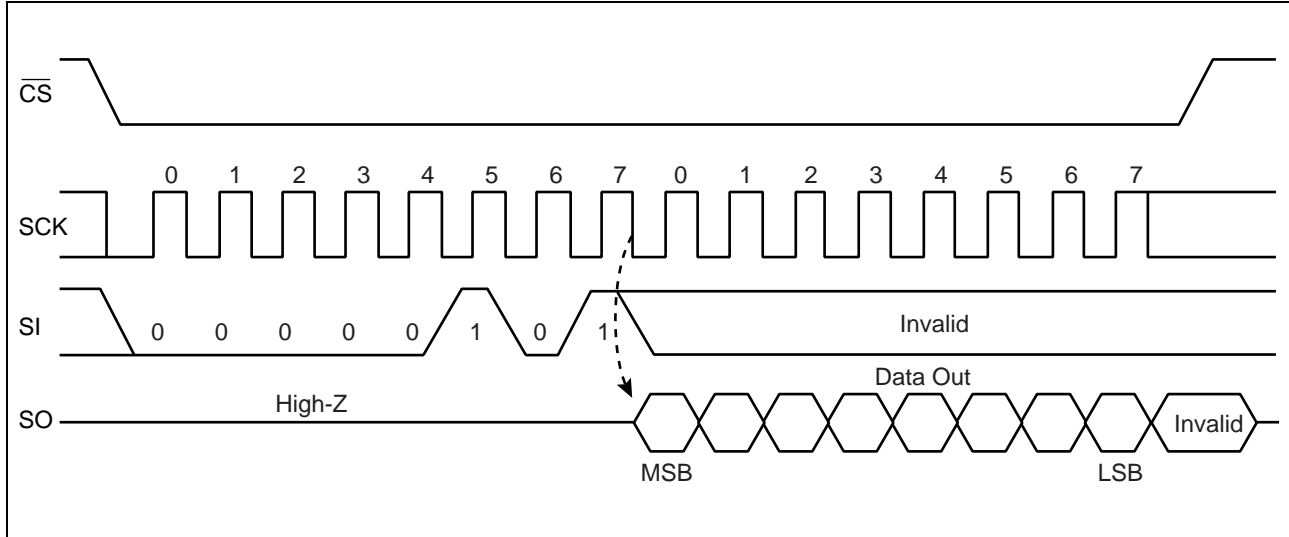 CS
0 1 2 3 4 5 6 7 0 1 2 3 4 5 6 7
SCK
SI 0 0 0 0 0 1 0 1 Invalid
Data Out
High-Z
SO Invalid
MSB LSB